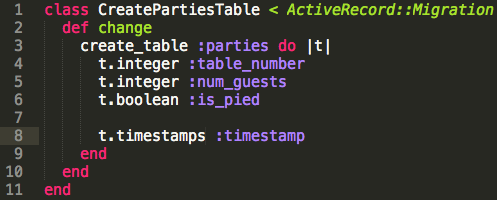 1 class CreatePartiesTable < ActiveRecord::Migration
2   def change
3     create_table :parties do |t|
4       t.integer :table_number
5       t.integer :num_guests
6       t.boolean :is_pied
7
8       t.timestamps :timestamp
9     end
10   end
11 end